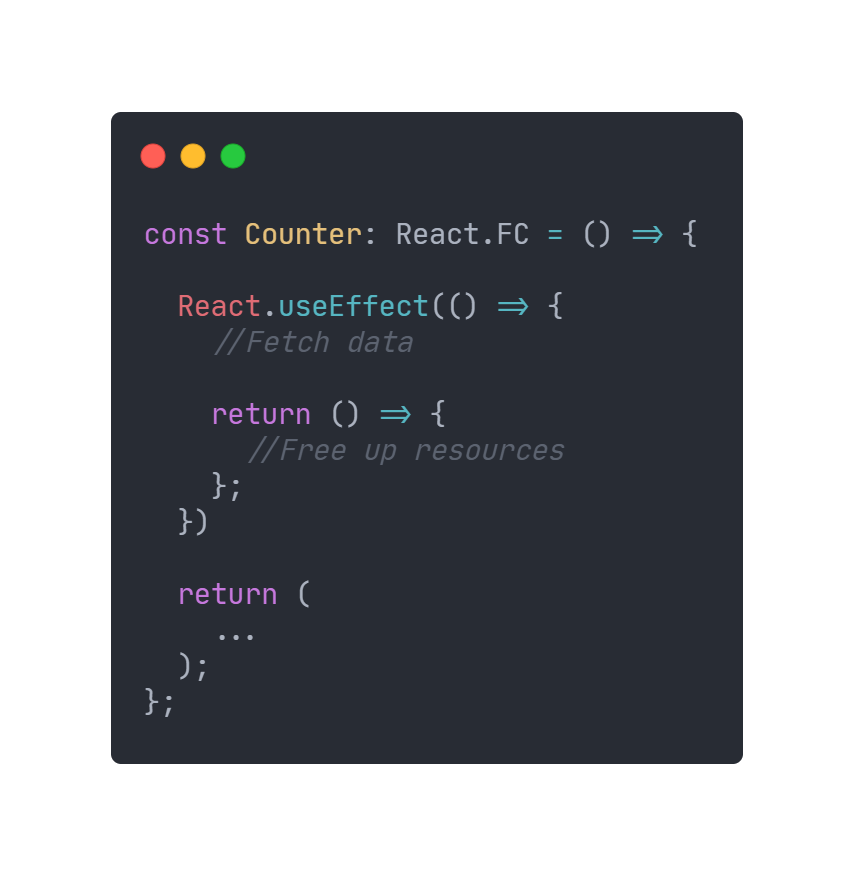 const Counter: React.FC = () => {
React.useEffect(() => {
//Fetch data
return () => {
//Free up resources
};
})
return (
...
);
};